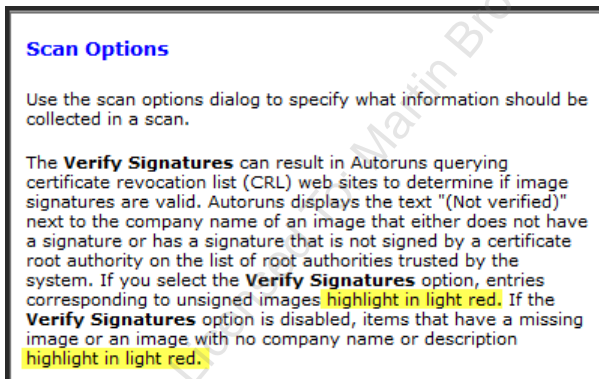 Scan Options
Use the scan options dialog to specify what information should be
collected in a scan.
The Verify Signatures can result in Autoruns querying
certificate revocation list (CRL) web sites to determine if image
signatures are valid. Autoruns displays the text "(Not verified)"
next to the company name of an image that either does not have
a signature or has a signature that is not signed by a certificate
root authority on the list of root authorities trusted by the
system. If you select the Verify Signatures option, entries
corresponding to unsigned images highlight in light red. If the
Verify Signatures option is disabled, items that have a missing
image or an image with no company name or description
highlight in light red.
Licensed To: Martin Bro